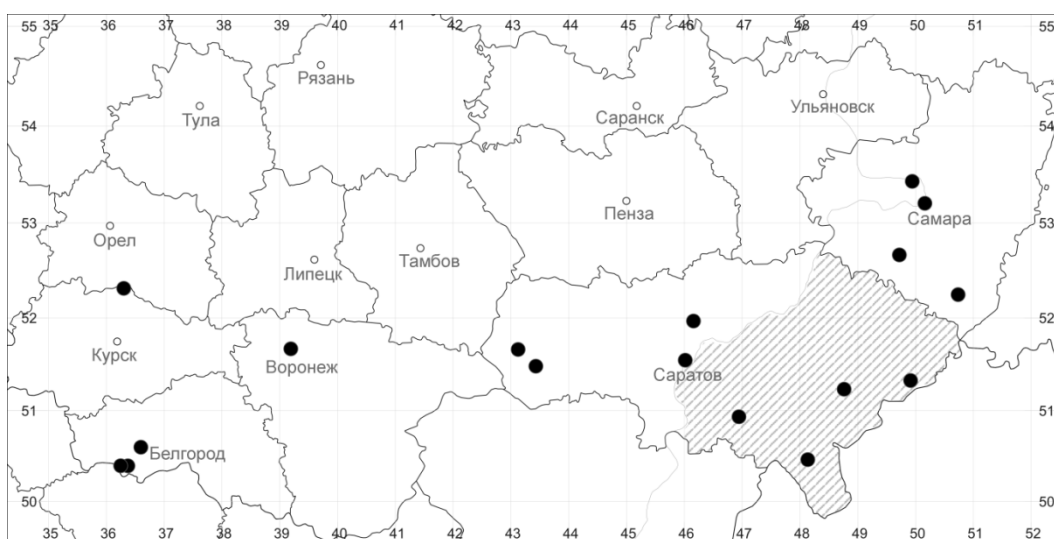 55 35 36 37 39 40 41 42 43 44 45 46 47 48 49 50 51 55
Рязань
Ульяновск
Тула
Саранск
54 54
Пенза
Самара
53 53
Орел
Тамбов
Липецк
52 52
Курск
Воронеж
Саратов
51 51
Белгород
50 50
35 36 37 39 40 41 42 43 44 45 46 47 48 49 50 51 52